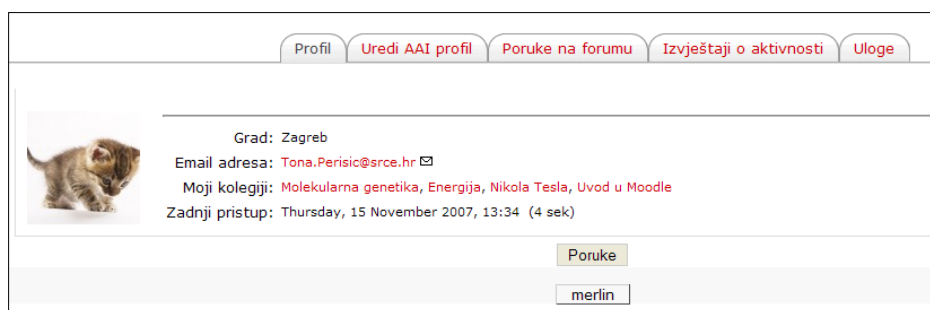 Profil Uredi AAI profil Poruke na forumu Izvještaji o aktivnosti Uloge
Grad: Zagreb
Email adresa: Tona.Perisic@srce.hr
Moji kolegiji: Molekularna genetika, Energija, Nikola Tesla, Uvod u Moodle
Zadnji pristup: Thursday, 15 November 2007, 13:34 (4 sek)
Poruke
merlin